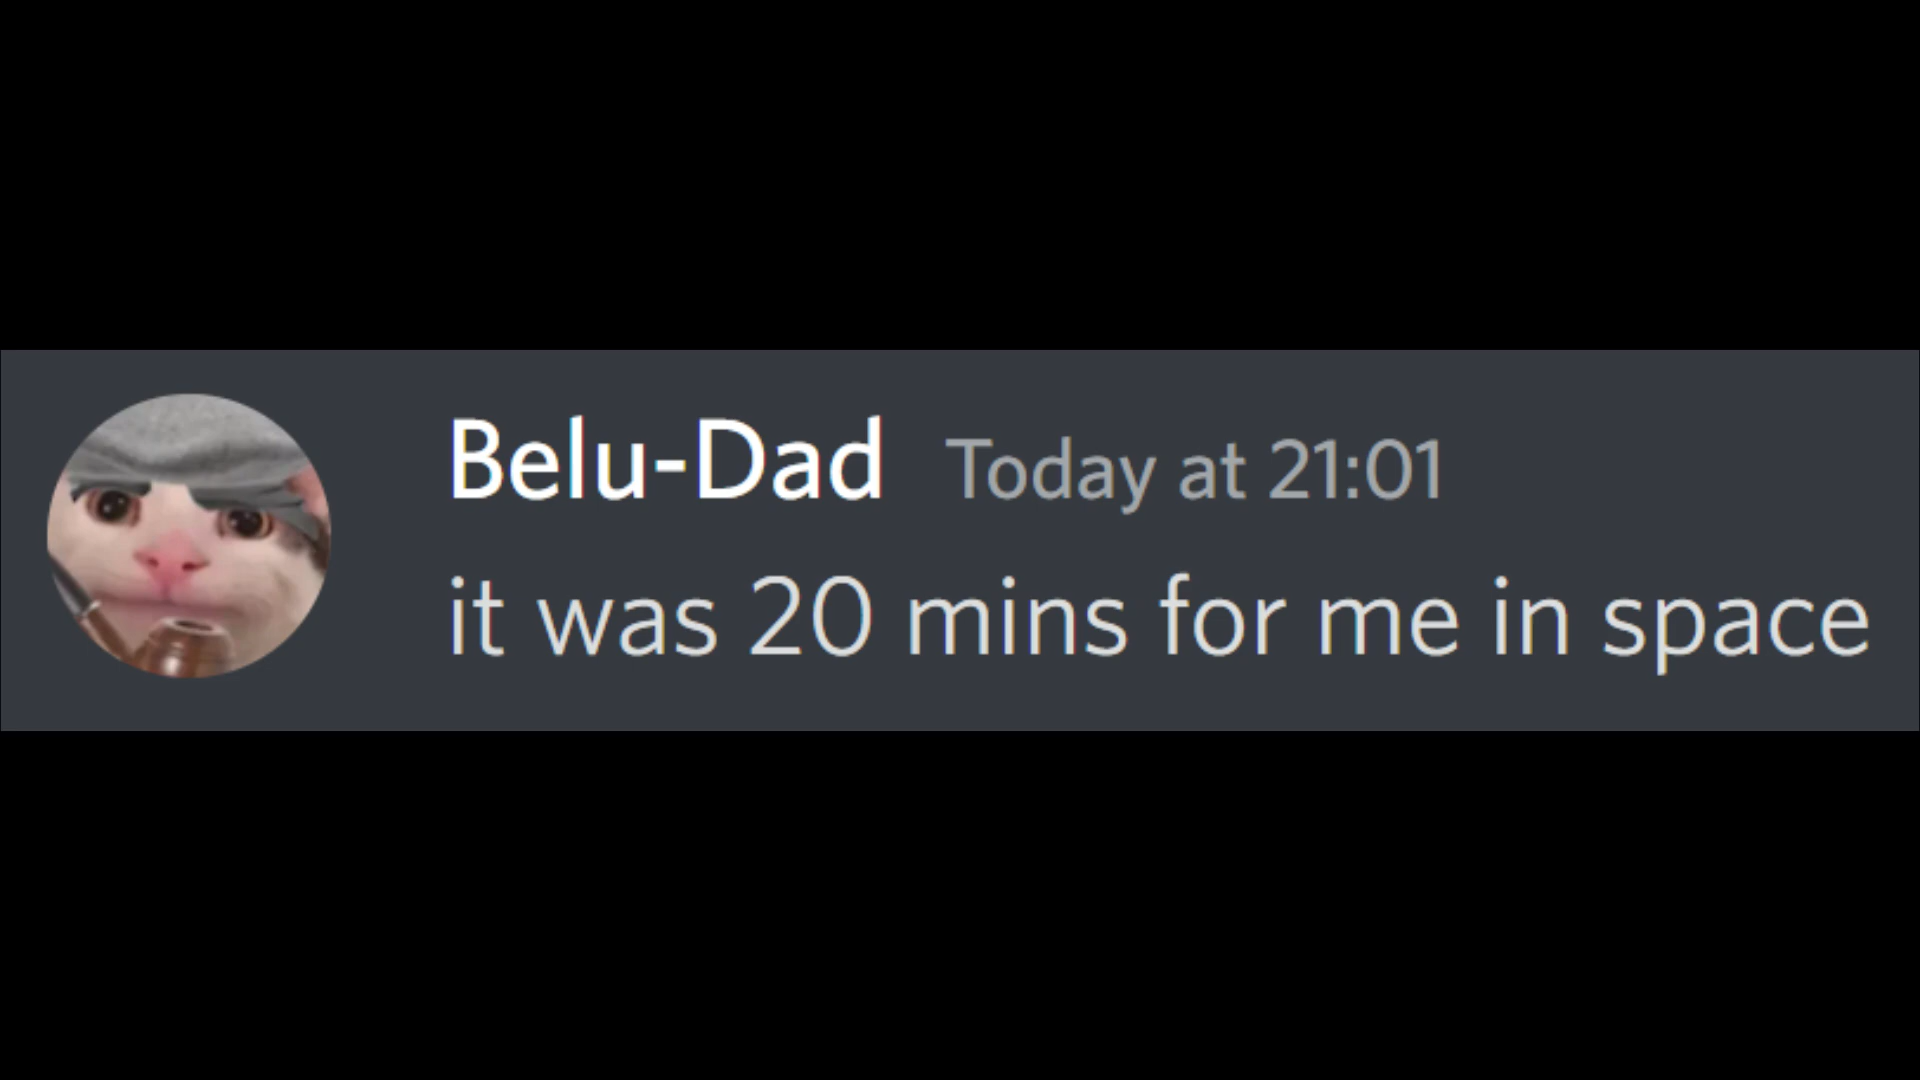 Belu-Dad Today at 21:01
it was 20 mins for me in space